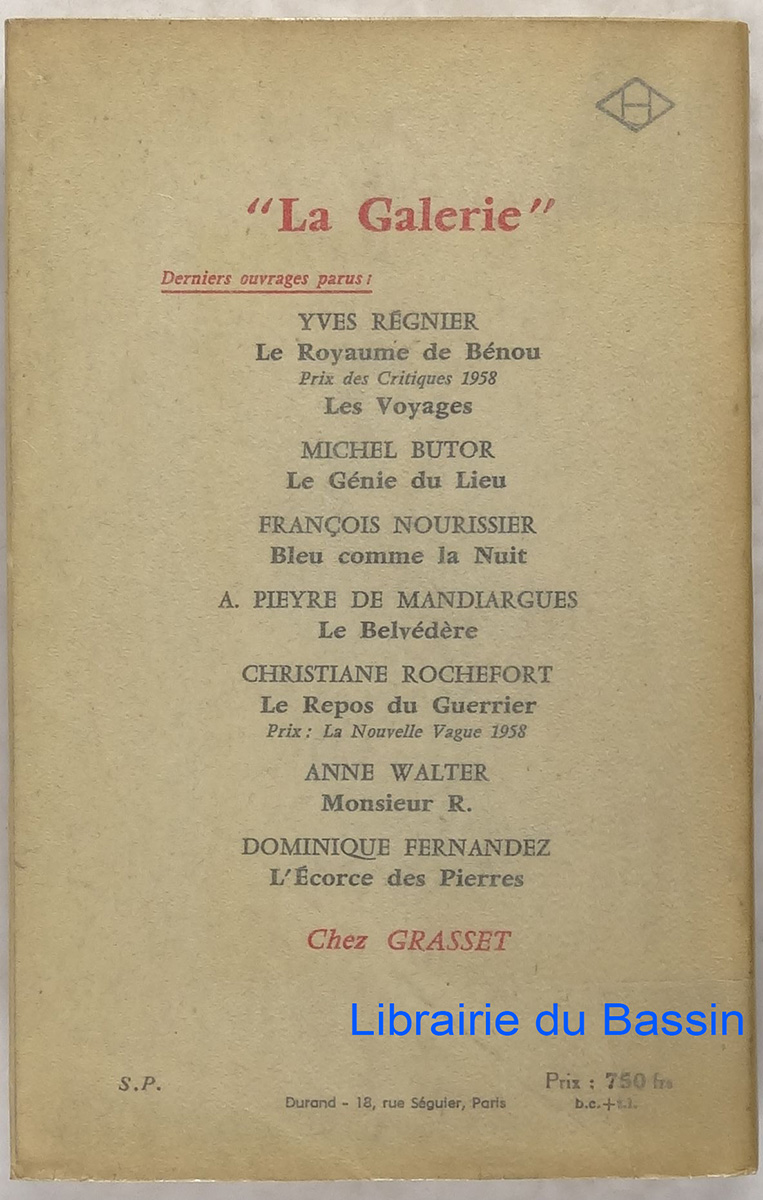 "La Galerie"
Derniers ouvrages parus :
YVES RÉGNIER
Le Royaume de Bénou
Prix des Critiques 1958
Les Voyages
MICHEL BUTOR
Le Génie du Lieu
FRANÇOIS NOURISSIER
Bleu comme la Nuit
A. PIEYRE DE MANDIARGUES
Le Belvédère
CHRISTIANE ROCHEFORT
Le Repos du Guerrier
Prix : La Nouvelle Vague 1958
ANNE WALTER
Monsieur R.
DOMINIQUE FERNANDEZ
L'Écorce des Pierres
Chez GRASSET
Librairie du Bassin
S.P.
Prix : 750 frs
Durand - 18, rue Séguier, Paris
b.c.+t.l.